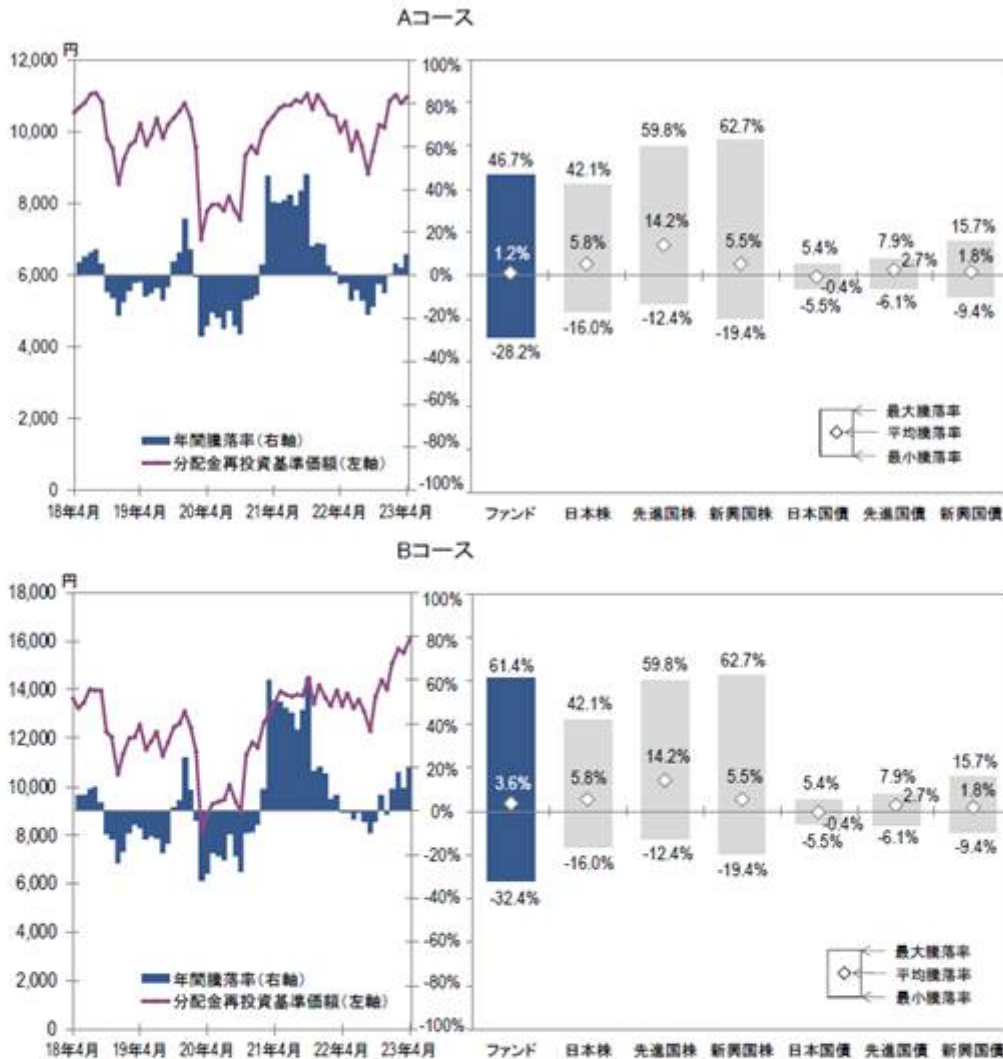 Aコース
円
12,000
10,000
8,000
6,000
4,000
2,000
0
100%
80%
60%
40%
20%
0%
-20%
-40%
-60%
-80%
-100%
年間騰落率(右軸)
分配金再投資基準価額(左軸)
18年4月 19年4月 20年4月 21年4月 22年4月 23年4月
46.7% 42.1% 59.8% 62.7% 5.4% 7.9% 15.7%
1.2% 5.8% 14.2% 5.5% -0.4% 2.7% 1.8%
-28.2% -16.0% -12.4% -19.4% -5.5% -6.1% -9.4%
最大騰落率
平均騰落率
最小騰落率
ファンド 日本株 先進国株 新興国株 日本国債 先進国債 新興国債
Bコース
円
18,000
16,000
14,000
12,000
10,000
8,000
6,000
4,000
2,000
0
100%
80%
60%
40%
20%
0%
-20%
-40%
-60%
-80%
-100%
年間騰落率(右軸)
分配金再投資基準価額(左軸)
18年4月 19年4月 20年4月 21年4月 22年4月 23年4月
61.4% 42.1% 59.8% 62.7% 5.4% 7.9% 15.7%
3.6% 5.8% 14.2% 5.5% -0.4% 2.7% 1.8%
-32.4% -16.0% -12.4% -19.4% -5.5% -6.1% -9.4%
最大騰落率
平均騰落率
最小騰落率
ファンド 日本株 先進国株 新興国株 日本国債 先進国債 新興国債